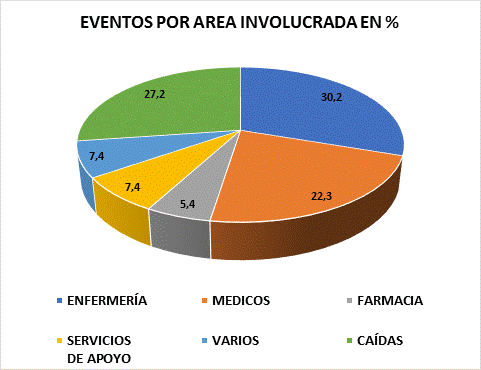 EVENTOS POR AREA INVOLUCRADA EN %
27,2
30,2
7,4
7,4
5,4
22,3
ENFERMERÍA
MEDICOS
FARMACIA
SERVICIOS
DE APOYO
VARIOS
CAÍDAS